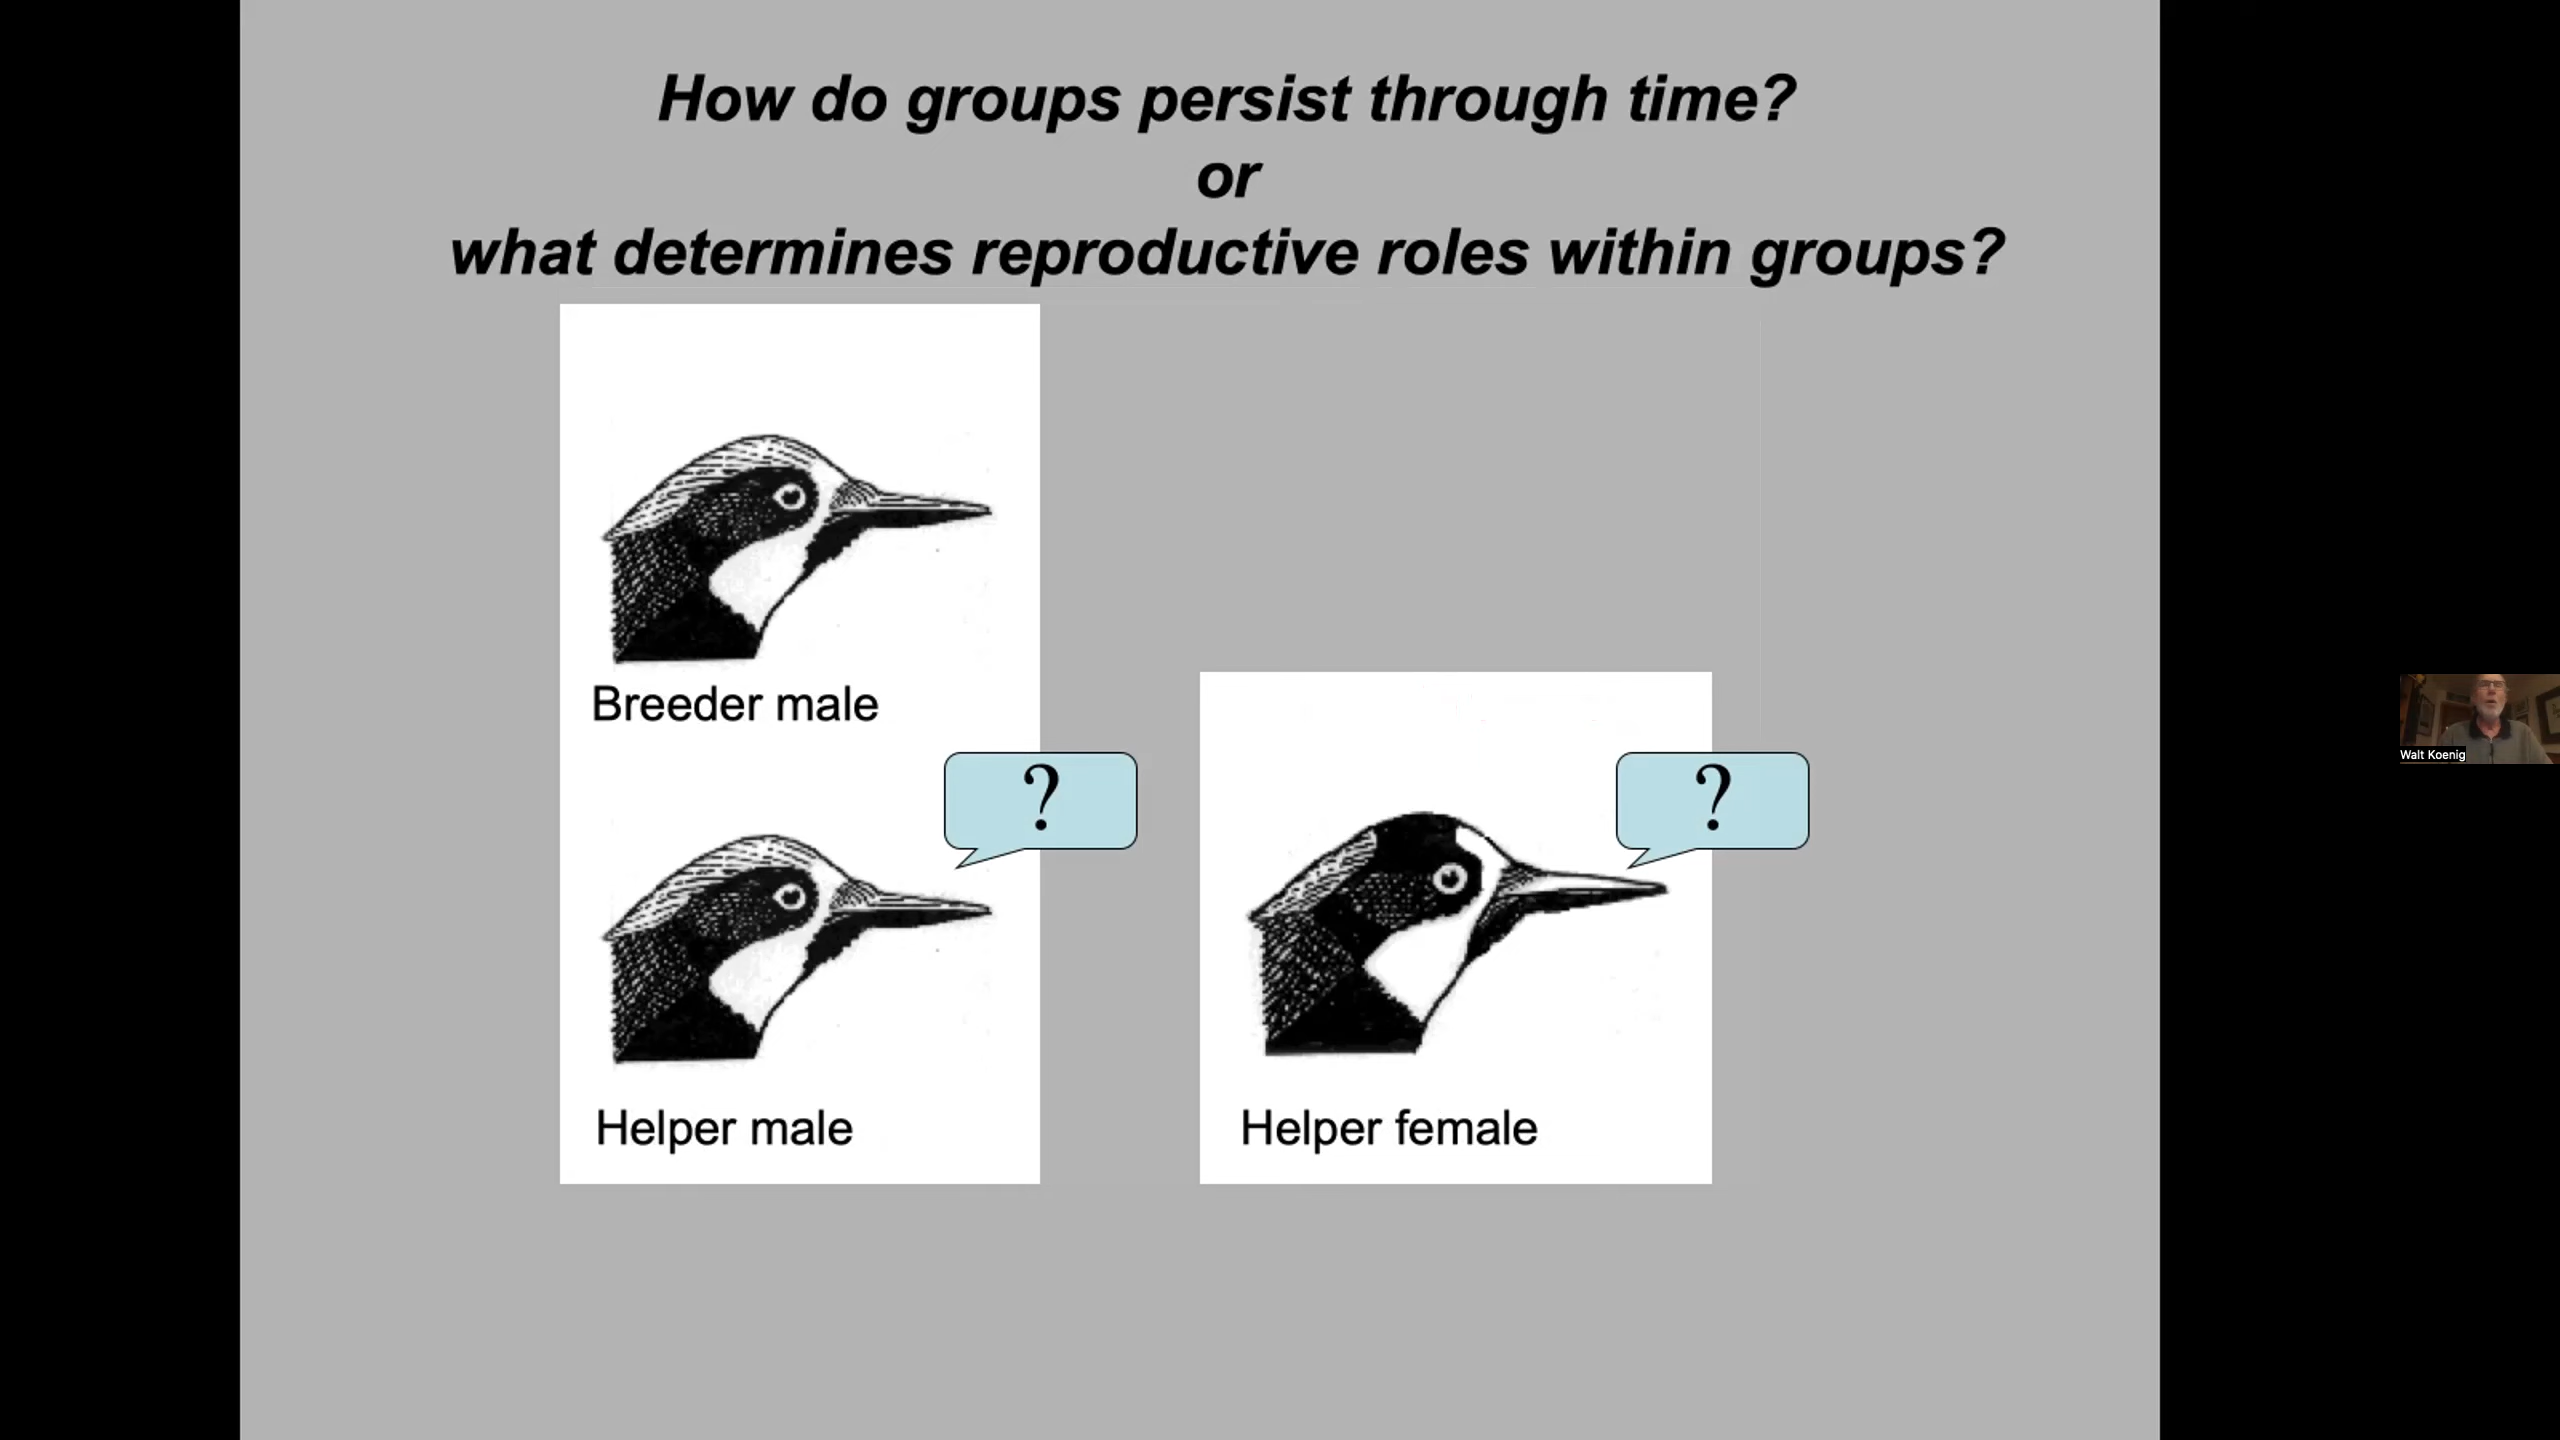 How do groups persist through time?
or
what determines reproductive roles within groups?
Breeder male
?
?
Helper male
Helper female
Walt Koenig